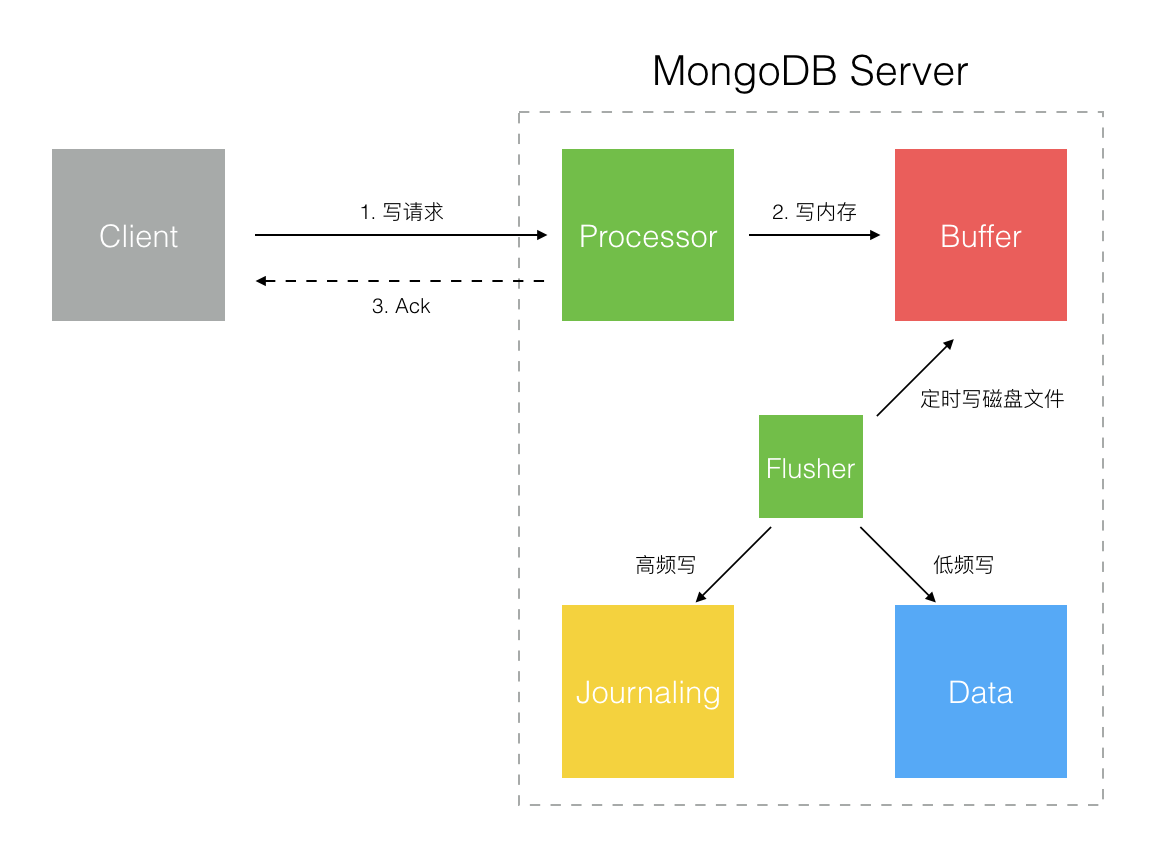 MongoDB Server
Client
1. 写请求
Processor
2. 写内存
Buffer
3. Ack
定时写磁盘文件
Flusher
高频写
低频写
Journaling
Data